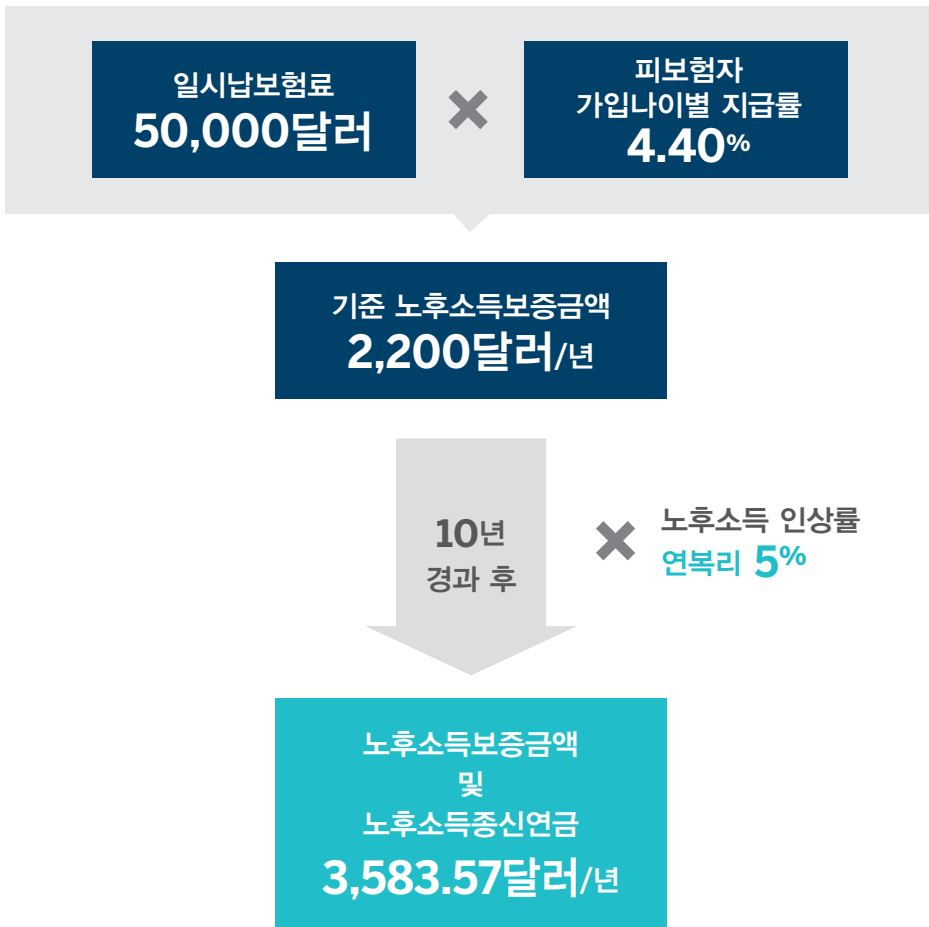 일시납보험료
50,000달러
×
피보험자
가입나이별 지급률
4.40%
기준 노후소득보증금액
2,200달러/년
10년
경과 후
×
노후소득 인상률
연복리 5%
노후소득보증금액
및
노후소득종신연금
3,583.57달러/년